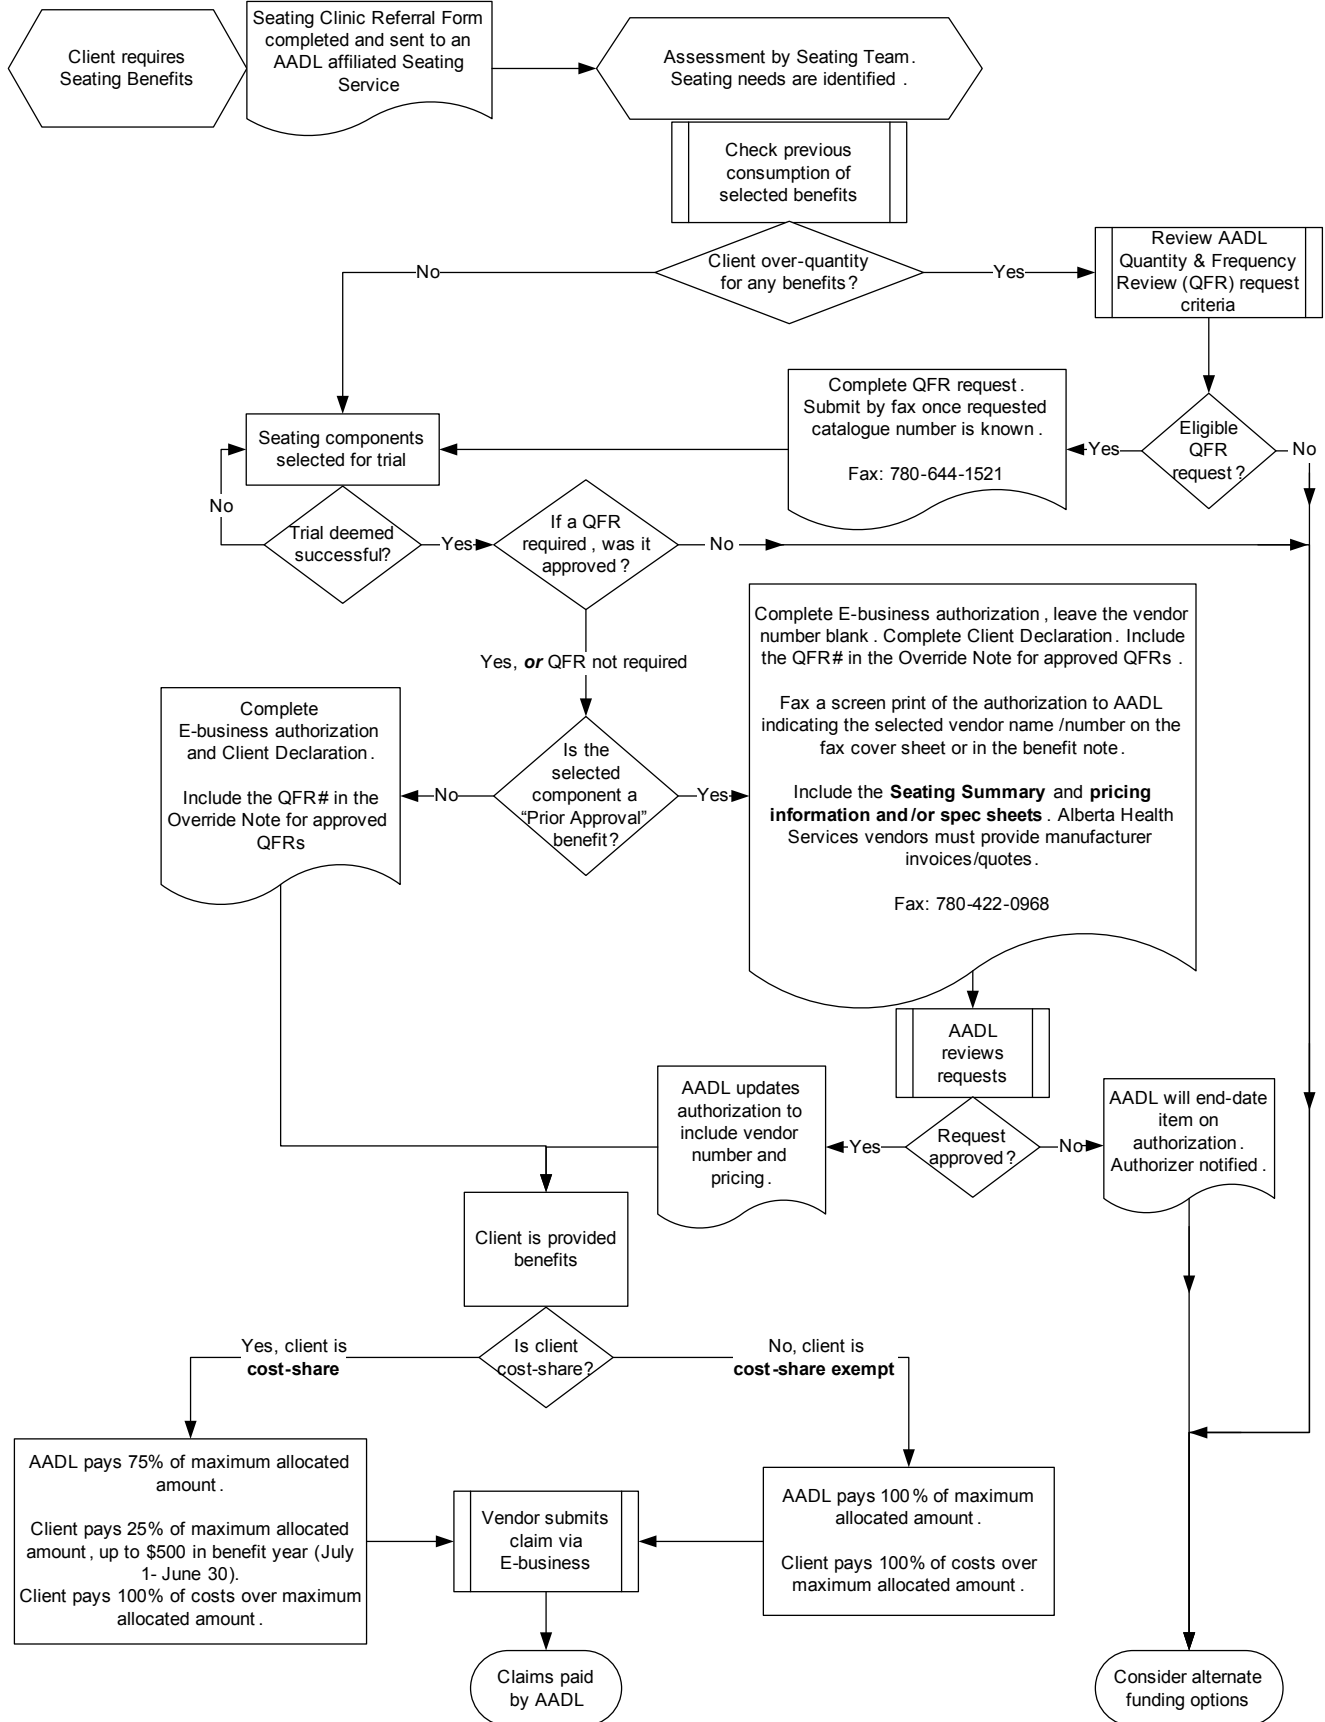 Client requires
Seating Benefits
Seating Clinic Referral Form
completed and sent to an
AADL affiliated Seating
Service
Assessment by Seating Team.
Seating needs are identified .
Check previous
consumption of
selected benefits
Client over-quantity
for any benefits?
No
Yes
Review AADL
Quantity & Frequency
Review (QFR) request
criteria
Eligible
QFR
request ?
Yes
No
Complete QFR request .
Submit by fax once requested
catalogue number is known .
Fax: 780-644-1521
Seating components
selected for trial
No
Trial deemed
successful?
Yes
If a QFR
required , was it
approved ?
No
Yes, or QFR not required
Is the
selected
component a
“Prior Approval”
benefit?
No
Yes
Complete
E-business authorization
and Client Declaration .
Include the QFR# in the
Override Note for approved
QFRs
Complete E-business authorization , leave the vendor
number blank . Complete Client Declaration. Include
the QFR# in the Override Note for approved QFRs .
Fax a screen print of the authorization to AADL
indicating the selected vendor name /number on the
fax cover sheet or in the benefit note .
Include the Seating Summary and pricing
information and /or spec sheets . Alberta Health
Services vendors must provide manufacturer
invoices/quotes.
Fax: 780-422-0968
AADL
reviews
requests
Request
approved ?
Yes
No
AADL updates
authorization to
include vendor
number and
pricing .
AADL will end-date
item on
authorization .
Authorizer notified .
Client is provided
benefits
Is client
cost-share?
Yes, client is
cost-share
No, client is
cost-share exempt
AADL pays 75% of maximum allocated
amount .
Client pays 25% of maximum allocated
amount , up to $500 in benefit year (July
1- June 30).
Client pays 100% of costs over maximum
allocated amount .
Vendor submits
claim via
E-business
AADL pays 100% of maximum
allocated amount .
Client pays 100% of costs over
maximum allocated amount .
Claims paid
by AADL
Consider alternate
funding options